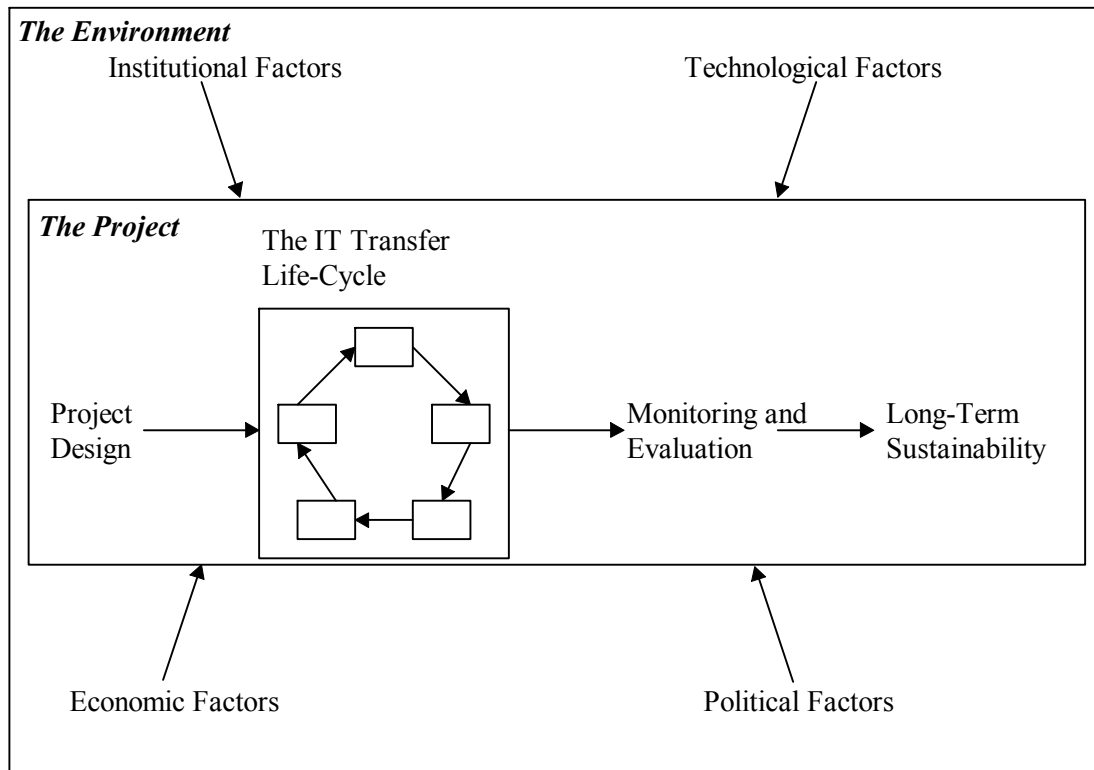 The Environment
Institutional Factors
Technological Factors
The Project
The IT Transfer
Life-Cycle
Project
Design
Monitoring and
Evaluation
Long-Term
Sustainability
Economic Factors
Political Factors